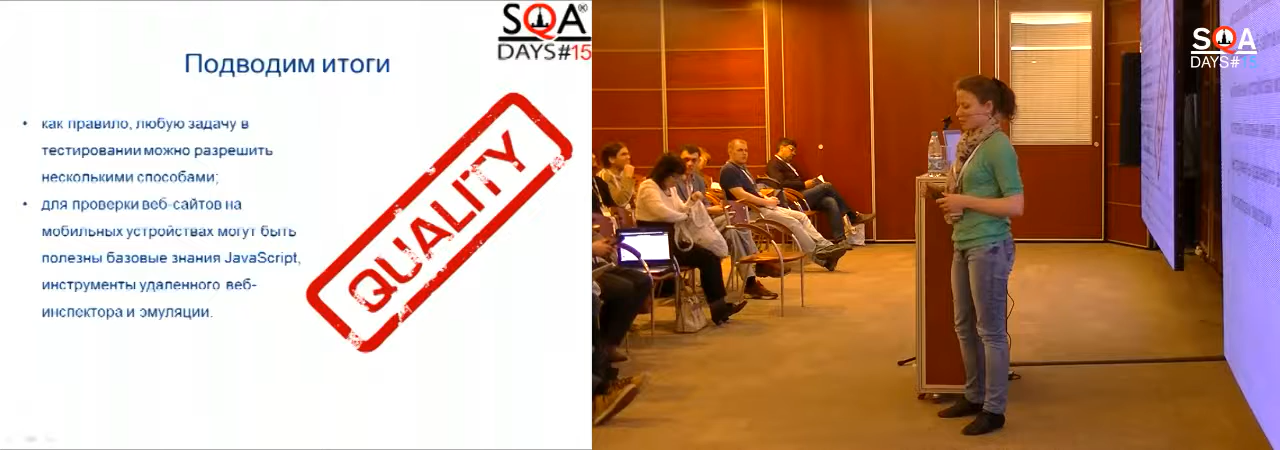 SQA®
DAYS#15
Подводим итоги
• как правило, любую задачу в
тестировании можно разрешить
несколькими способами;
• для проверки веб-сайтов на
мобильных устройствах могут быть
полезны базовые знания JavaScript,
инструменты удаленного веб-
инспектора и эмуляции.
QUALITY
SQA
DAYS#15